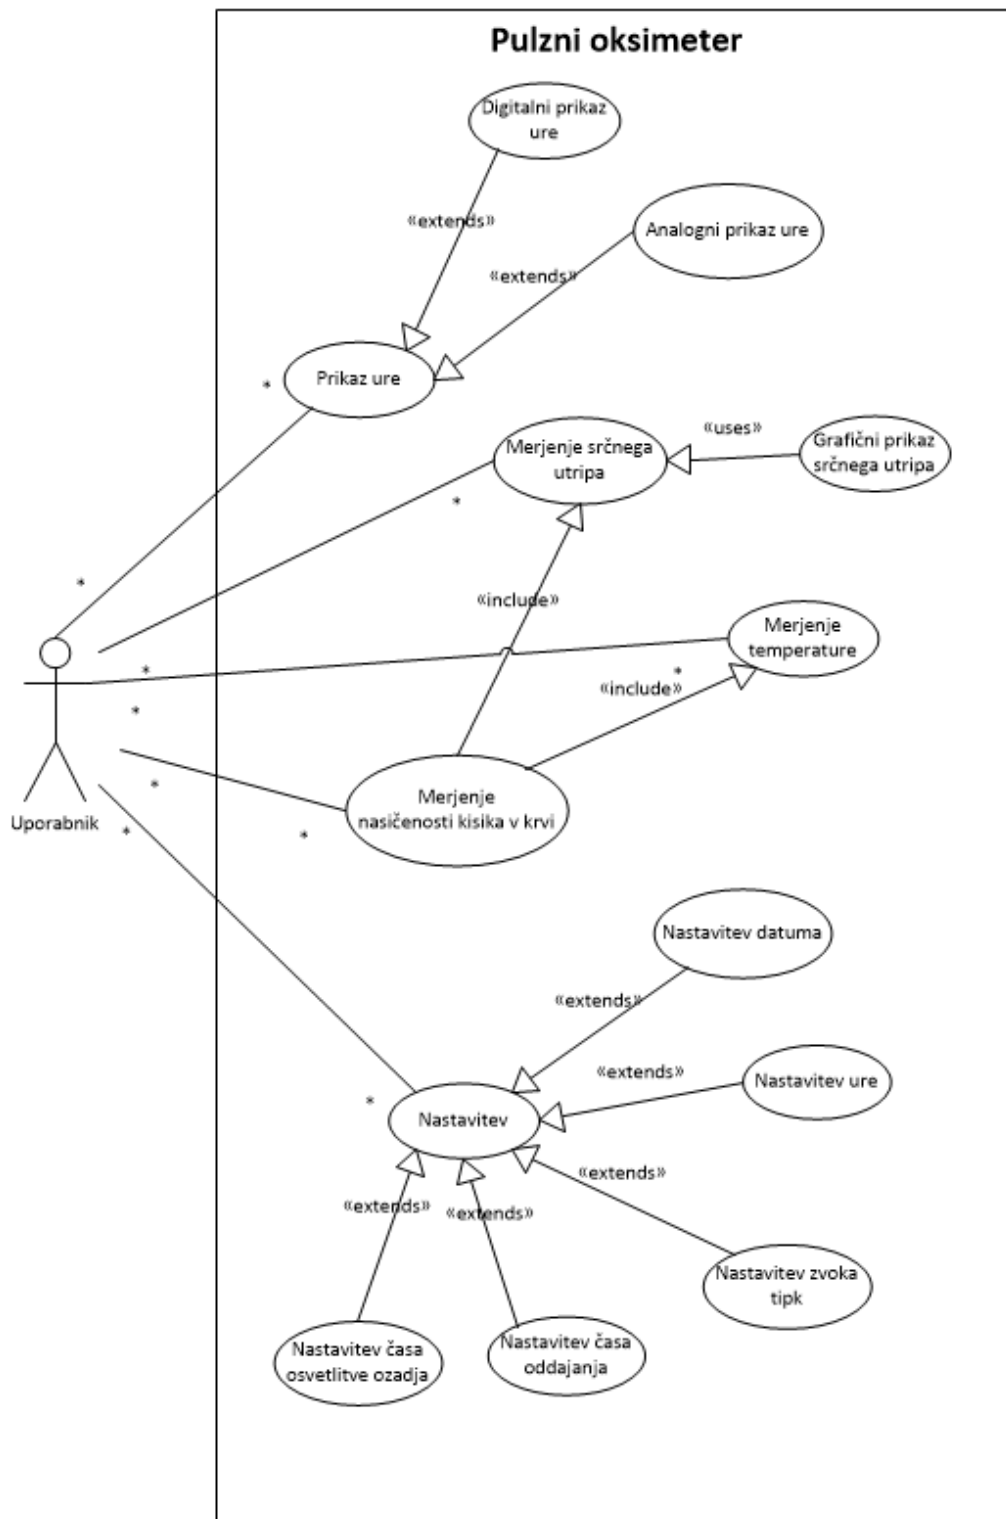 Pulzni oksimeter
Digitalni prikaz
ure
«extends»
Analogni prikaz ure
«extends»
Prikaz ure
*
*
Merjenje srčnega
utripa
«uses»
Grafični prikaz
srčnega utripa
*
«include»
Merjenje
temperature
*
*
«include»
*
Uporabnik
*
*
*
Merjenje
nasičenosti kisika v krvi
Nastavitev datuma
«extends»
«extends»
Nastavitev ure
*
Nastavitev
«extends»
«extends»
«extends»
Nastavitev zvoka
tipk
Nastavitev časa
osvetlitve ozadja
Nastavitev časa
oddajanja